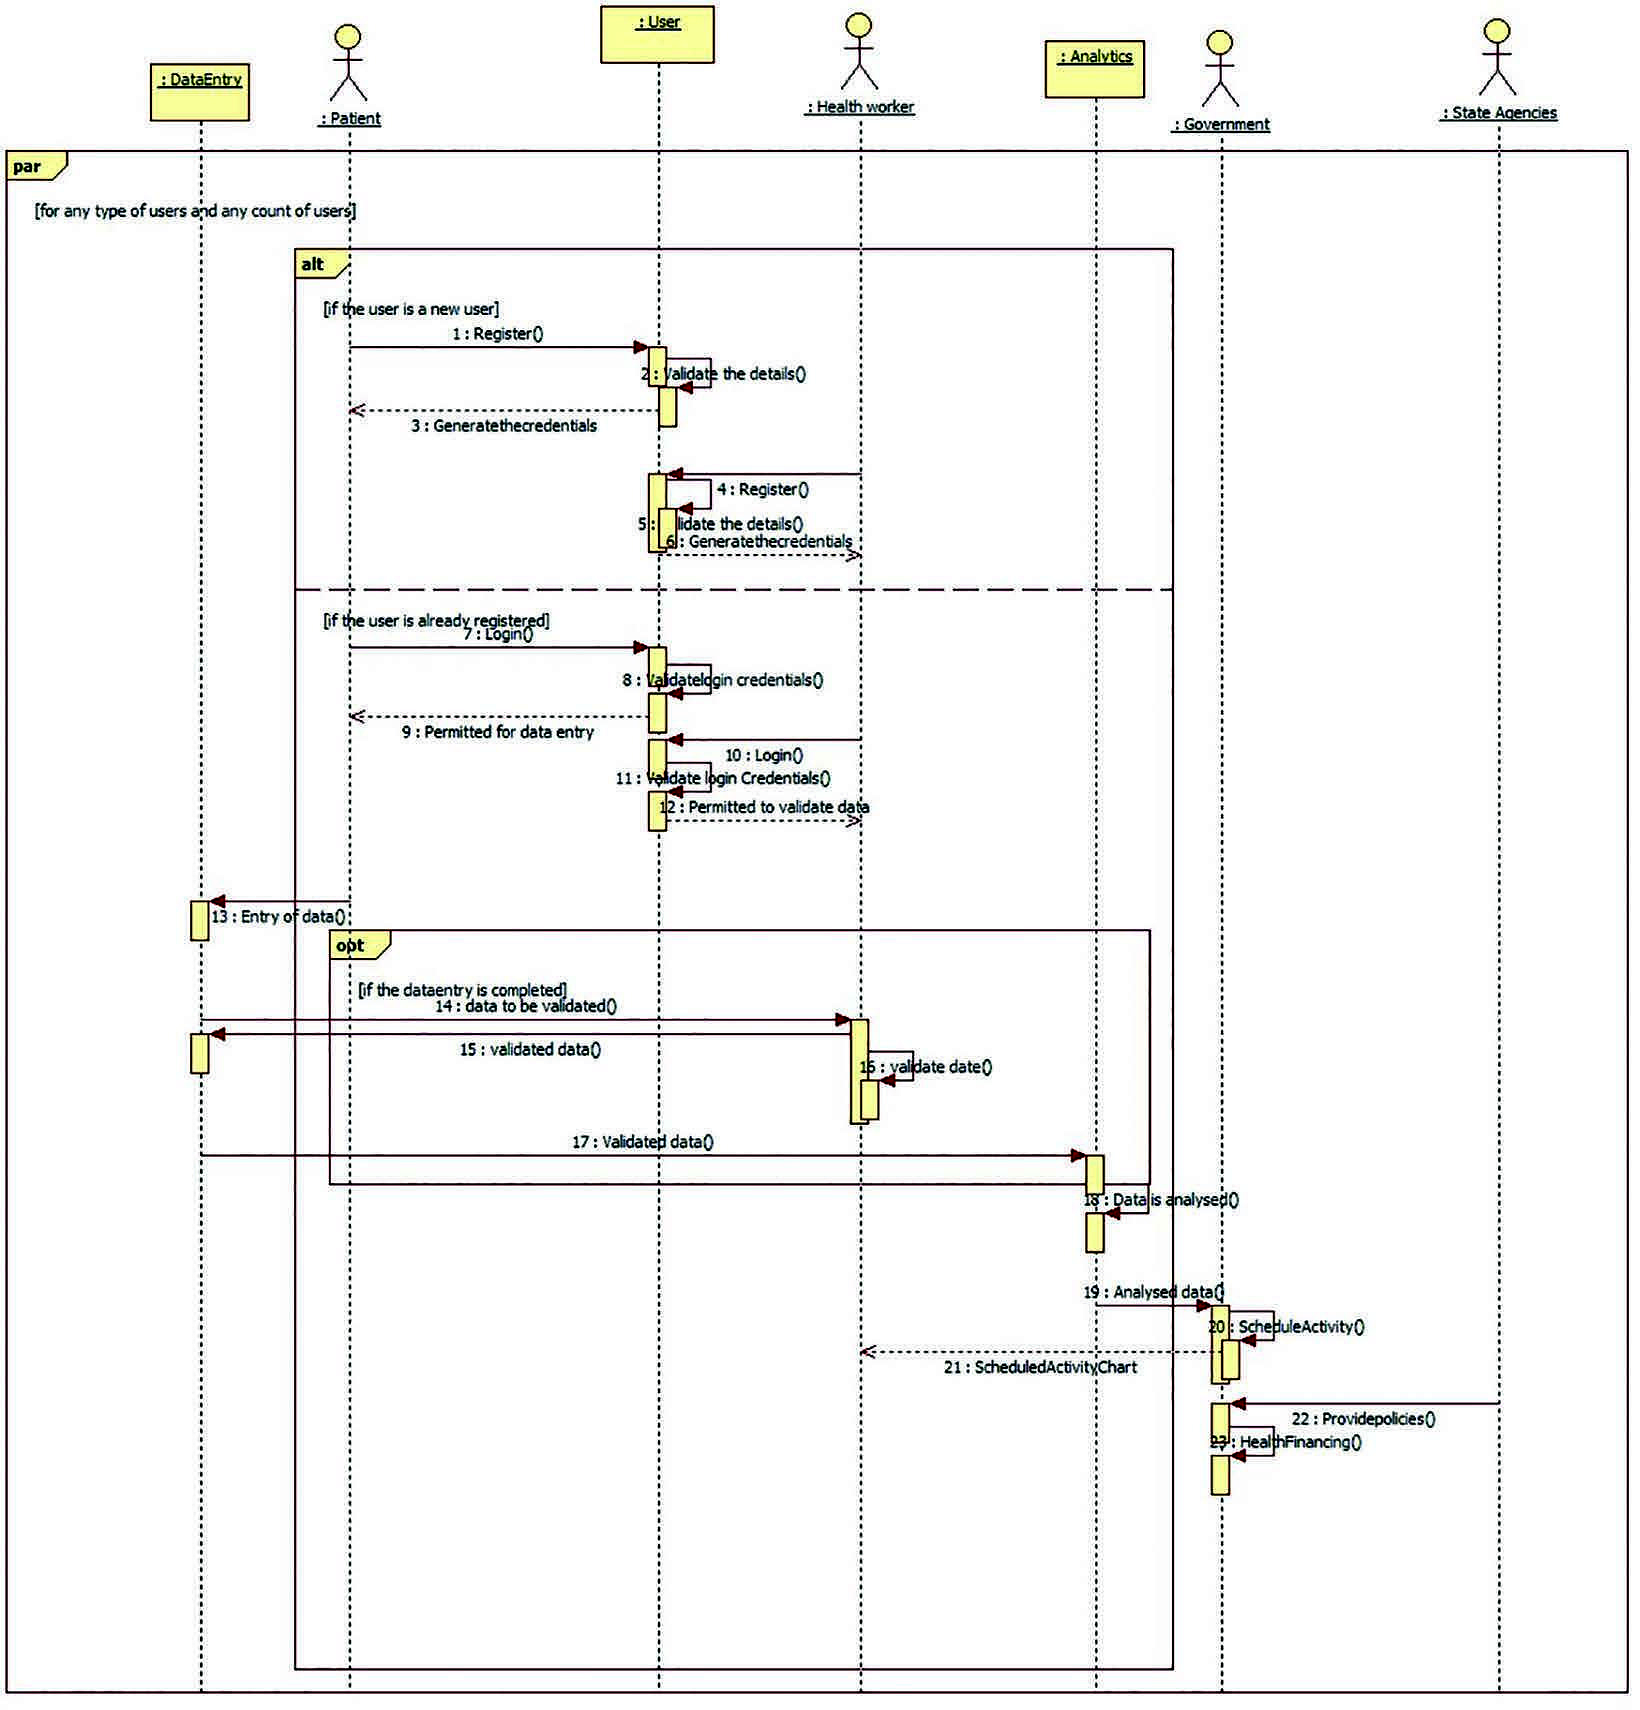 : User
: DataEntry
: Patient
: Health worker
: Analytics
: Government
: State Agencies
par
[for any type of users and any count of users]
alt
[if the user is a new user]
1 : Register()
2 : Validate the details()
3 : Generatethecredentials
4 : Register()
5 : Validate the details()
6 : Generatethecredentials
[if the user is already registered]
7 : Login()
8 : Validatelogin credentials()
9 : Permitted for data entry
10 : Login()
11 : Validate login Credentials()
12 : Permitted to validate data
13 : Entry of data()
opt
[if the dataentry is completed]
14 : data to be validated()
15 : validated data()
16 : validate date()
17 : Validated data()
18 : Data is analysed()
19 : Analysed data()
20 : ScheduleActivity()
21 : ScheduledActivityChart
22 : Providepolicies()
23 : HealthFinancing()